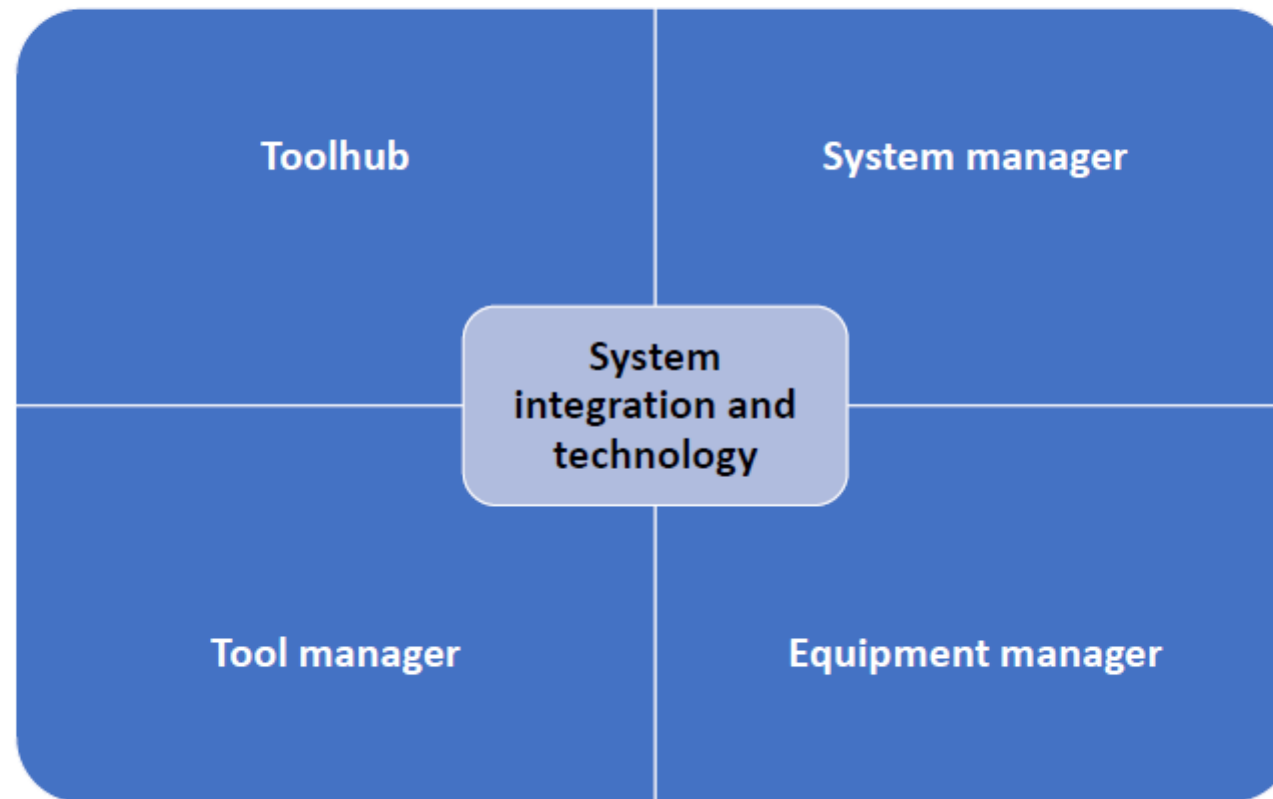 Toolhub
System manager
System
integration and
technology
Tool manager
Equipment manager